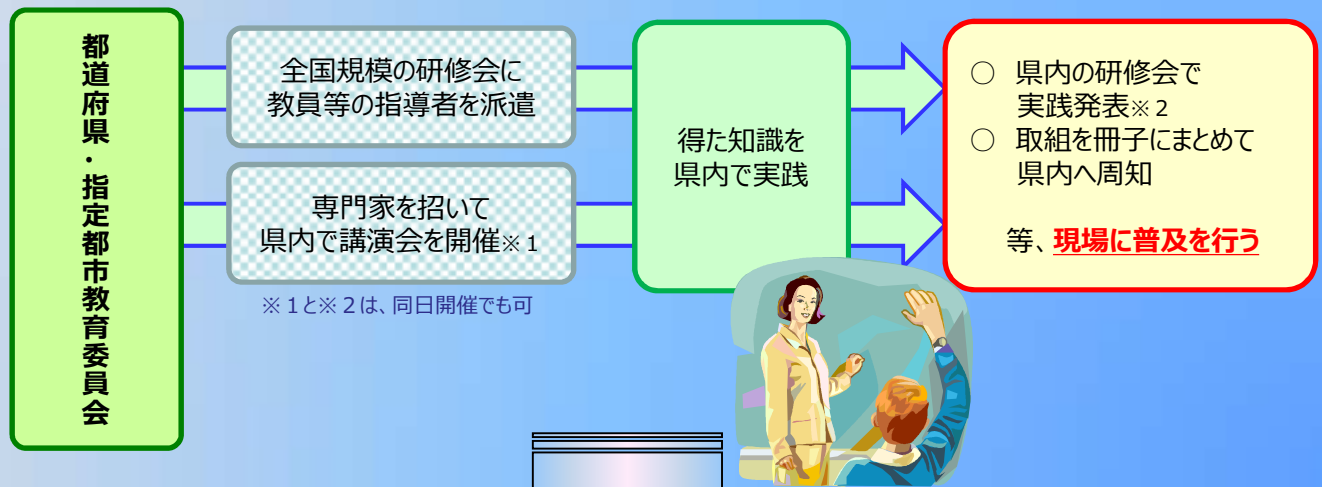 都道府県・指定都市教育委員会
全国規模の研修会に
教員等の指導者を派遣
専門家を招いて
県内で講演会を開催※1
※1と※2は、同日開催でも可
得た知識を
県内で実践
○ 県内の研修会で
実践発表※2
○ 取組を冊子にまとめて
県内へ周知
等、現場に普及を行う